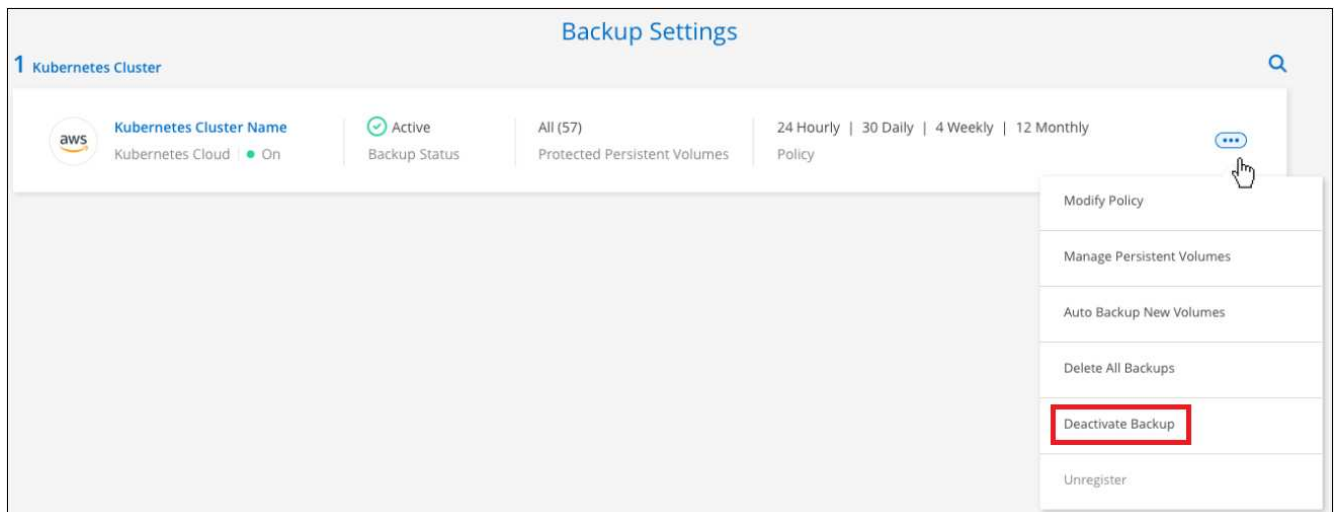 Backup Settings
1 Kubernetes Cluster
aws
Kubernetes Cluster Name
Kubernetes Cloud
On
Active
Backup Status
All (57)
Protected Persistent Volumes
24 Hourly | 30 Daily | 4 Weekly | 12 Monthly
Policy
Modify Policy
Manage Persistent Volumes
Auto Backup New Volumes
Delete All Backups
Deactivate Backup
Unregister